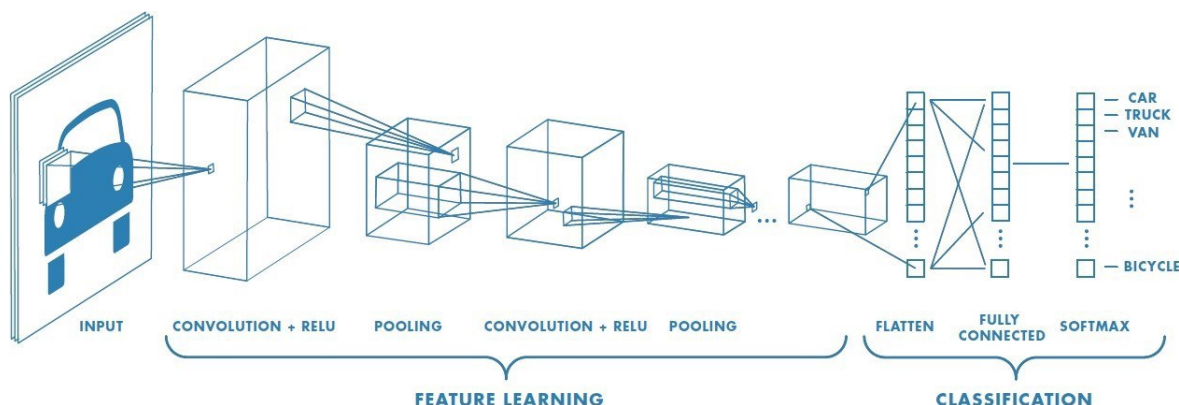 CAR
TRUCK
VAN
BICYCLE
INPUT
CONVOLUTION + RELU
POOLING
CONVOLUTION + RELU
POOLING
FLATTEN
FULLY
CONNECTED
SOFTMAX
FEATURE LEARNING
CLASSIFICATION